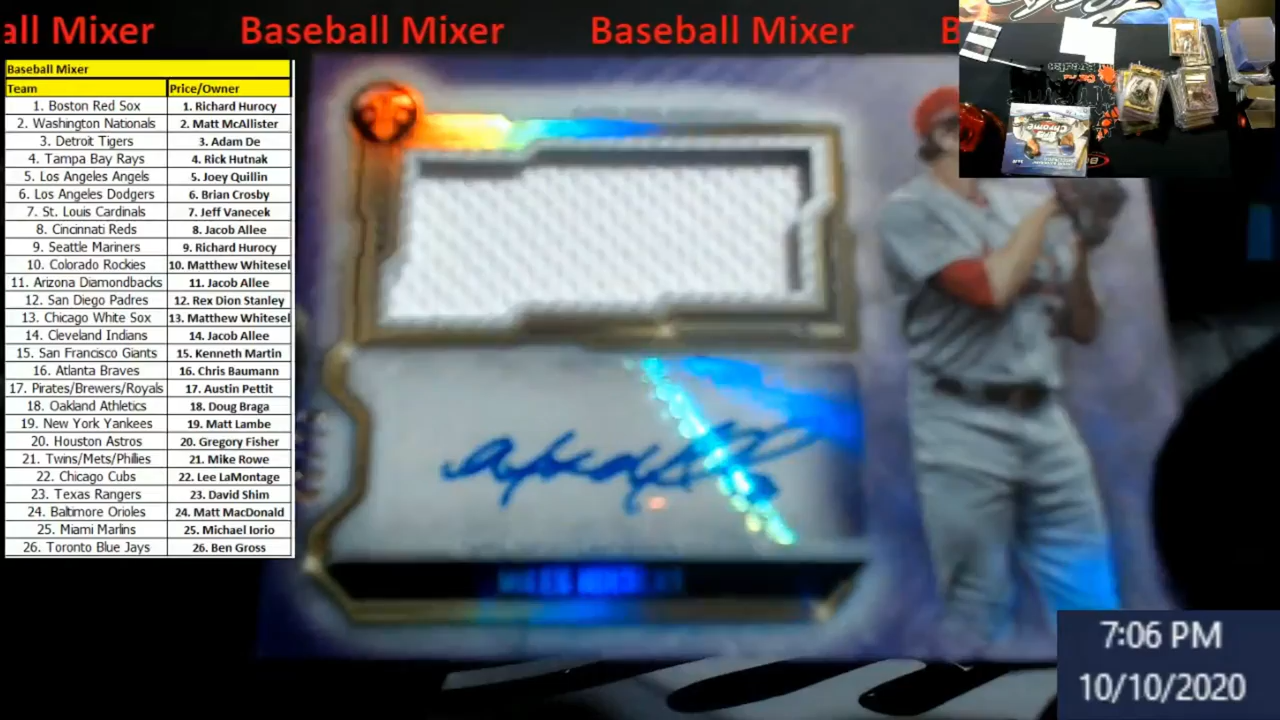 all Mixer Baseball Mixer Baseball Mixer B
Baseball Mixer
Team Price/Owner
1. Boston Red Sox 1. Richard Hurocy
2. Washington Nationals 2. Matt McAllister
3. Detroit Tigers 3. Adam De
4. Tampa Bay Rays 4. Rick Hutnak
5. Los Angeles Angels 5. Joey Quillin
6. Los Angeles Dodgers 6. Brian Crosby
7. St. Louis Cardinals 7. Jeff Vanecek
8. Cincinnati Reds 8. Jacob Allee
9. Seattle Mariners 9. Richard Hurocy
10. Colorado Rockies 10. Matthew Whitesel
11. Arizona Diamondbacks 11. Jacob Allee
12. San Diego Padres 12. Rex Dion Stanley
13. Chicago White Sox 13. Matthew Whitesel
14. Cleveland Indians 14. Jacob Allee
15. San Francisco Giants 15. Kenneth Martin
16. Atlanta Braves 16. Chris Baumann
17. Pirates/Brewers/Royals 17. Austin Pettit
18. Oakland Athletics 18. Doug Braga
19. New York Yankees 19. Matt Lambe
20. Houston Astros 20. Gregory Fisher
21. Twins/Mets/Phillies 21. Mike Rowe
22. Chicago Cubs 22. Lee LaMontage
23. Texas Rangers 23. David Shim
24. Baltimore Orioles 24. Matt MacDonald
25. Miami Marlins 25. Michael Iorio
26. Toronto Blue Jays 26. Ben Gross
Chrome
7:06 PM
10/10/2020